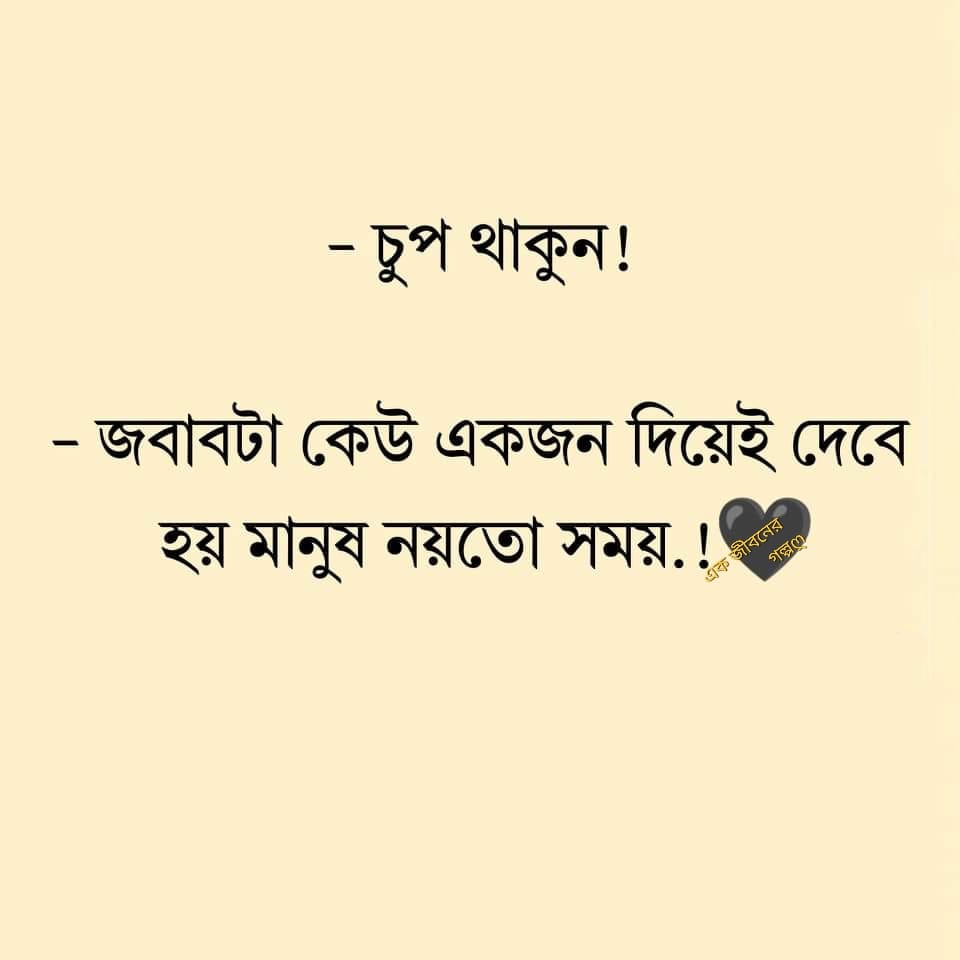 – চুপ থাকুন!
– জবাবটা কেউ একজন দিয়েই দেবে
হয় মানুষ নয়তো সময়.!🖤
এক জীবনের
গল্প